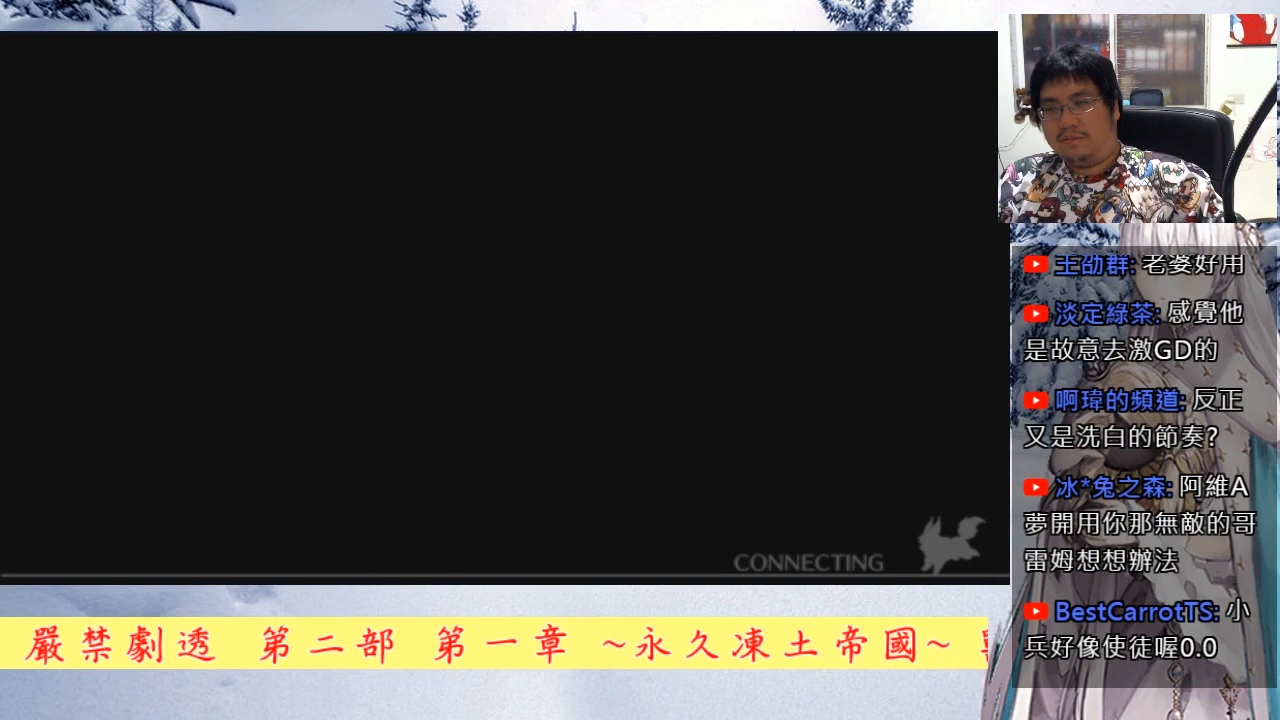 王劭群: 老婆好用
淡定綠茶: 感覺他
是故意去激GD的
啊瑋的頻道: 反正
又是洗白的節奏?
冰*兔之森: 阿維A
夢開用你那無敵的哥
雷姆想想辦法
BestCarrotTS: 小
兵好像使徒喔0.0
CONNECTING
嚴禁劇透 第二部 第一章 ~永久凍土帝國~